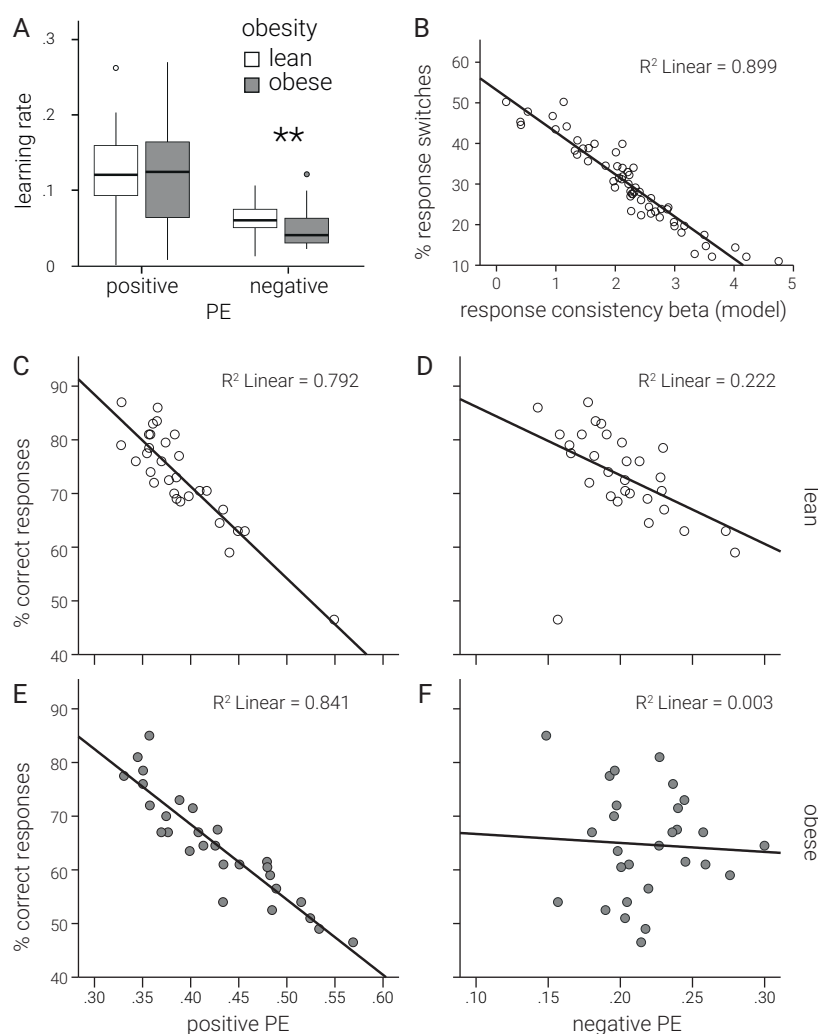 A
obesity
lean
obese
**
learning rate
.3
.2
.1
0
positive
negative
PE
B
R² Linear = 0.899
% response switches
60
50
40
30
20
10
0
1
2
3
4
5
response consistency beta (model)
C
R² Linear = 0.792
% correct responses
90
80
70
60
50
40
D
R² Linear = 0.222
lean
E
R² Linear = 0.841
% correct responses
90
80
70
60
50
40
.30
.35
.40
.45
.50
.55
.60
positive PE
F
R² Linear = 0.003
obese
.10
.15
.20
.25
.30
negative PE